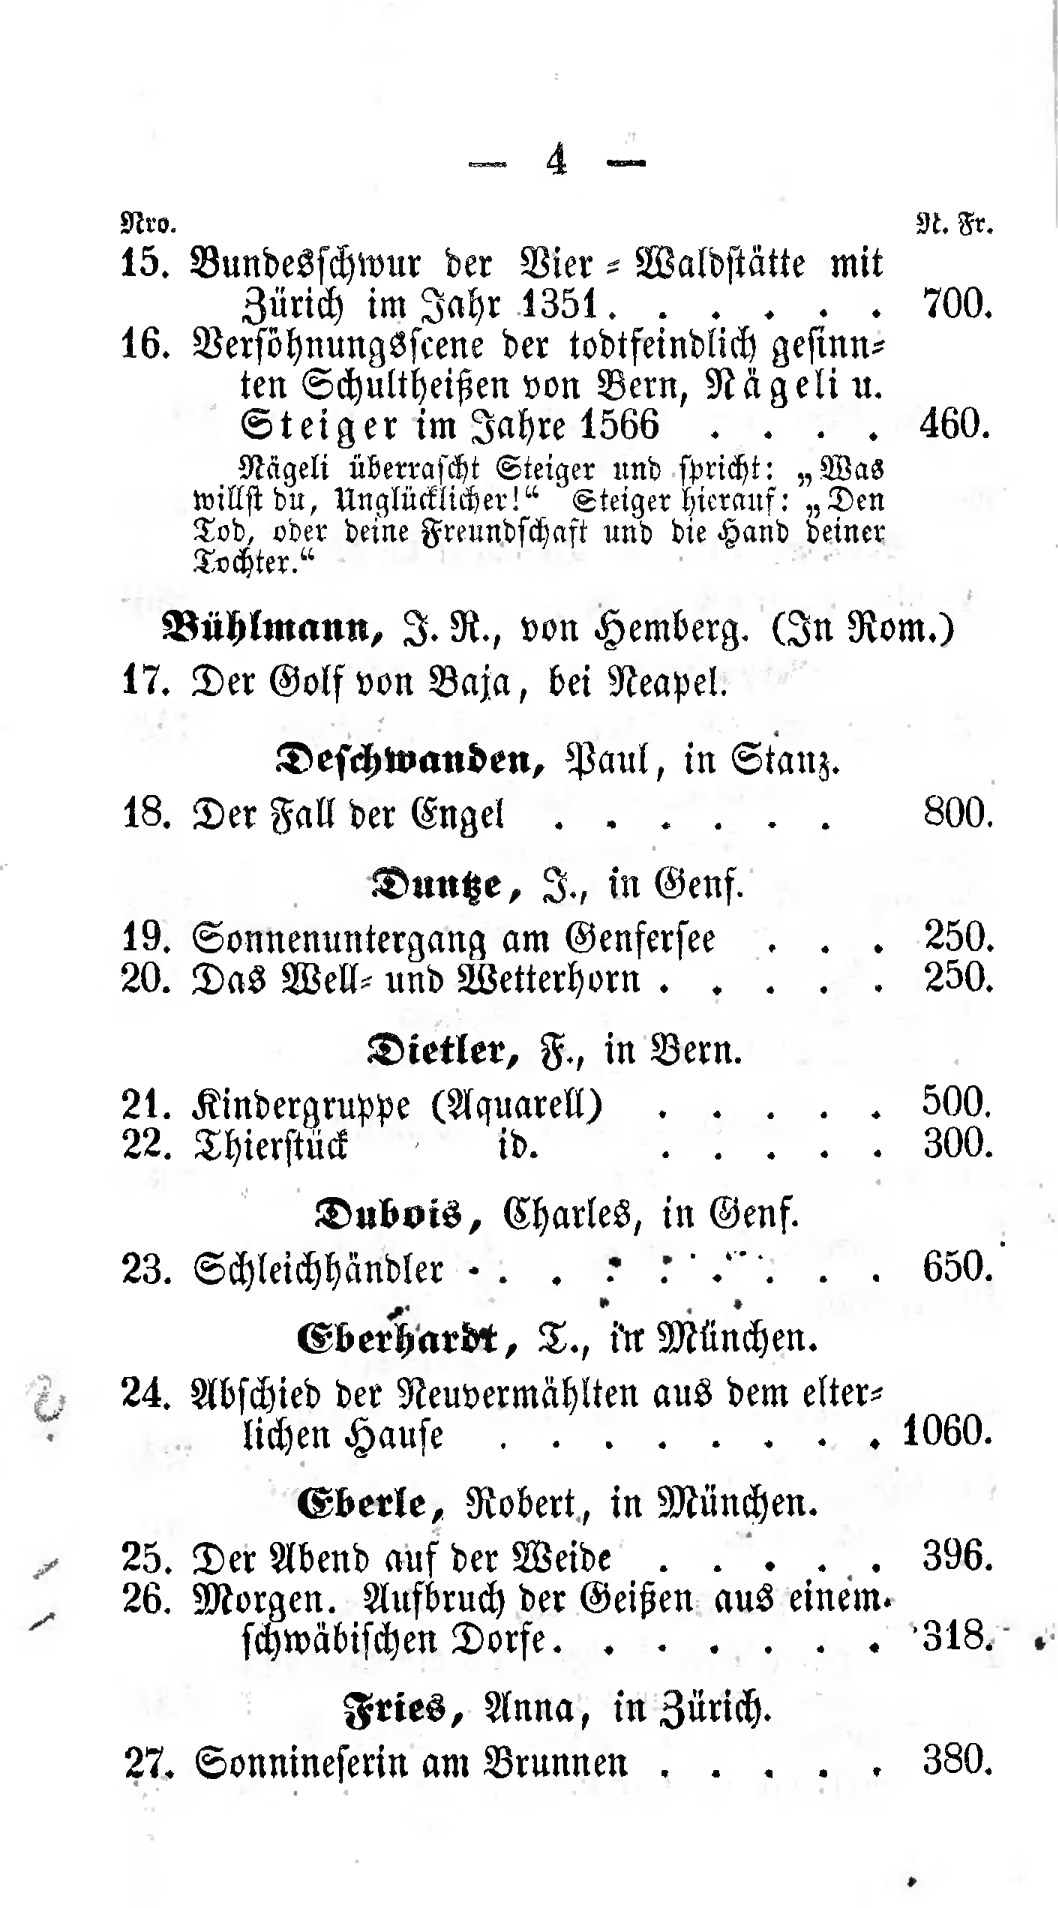 — 4 —
Nro. N. Fr.
15. Bundesschwur der Vier-Waldstätte mit
Zürich im Jahr 1351. . . . . . 700.
16. Versöhnungsscene der todtfeindlich gesinn-
ten Schultheißen von Bern, Nägeli u.
Steiger im Jahre 1566 . . . . 460.
Nägeli überrascht Steiger und spricht: „Was
willst du, Unglücklicher!“ Steiger hierauf: „Den
Tod, oder deine Freundschaft und die Hand deiner
Tochter.“
Bühlmann, J. R., von Hemberg. (In Rom.)
17. Der Golf von Baja, bei Neapel.
Deschwanden, Paul, in Stanz.
18. Der Fall der Engel . . . . . . 800.
Duntze, J., in Genf.
19. Sonnenuntergang am Genfersee . . . 250.
20. Das Well- und Wetterhorn . . . . . 250.
Dietler, F., in Bern.
21. Kindergruppe (Aquarell) . . . . . 500.
22. Thierstück id. . . . . . 300.
Dubois, Charles, in Genf.
23. Schleichhändler . . . . . . . . . 650.
Eberhardt, T., in München.
24. Abschied der Neuvermählten aus dem elter-
lichen Hause . . . . . . . . 1060.
Eberle, Robert, in München.
25. Der Abend auf der Weide . . . . . 396.
26. Morgen. Aufbruch der Geißen aus einem
schwäbischen Dorfe. . . . . . . 318.
Fries, Anna, in Zürich.
27. Sonnineserin am Brunnen . . . . . 380.